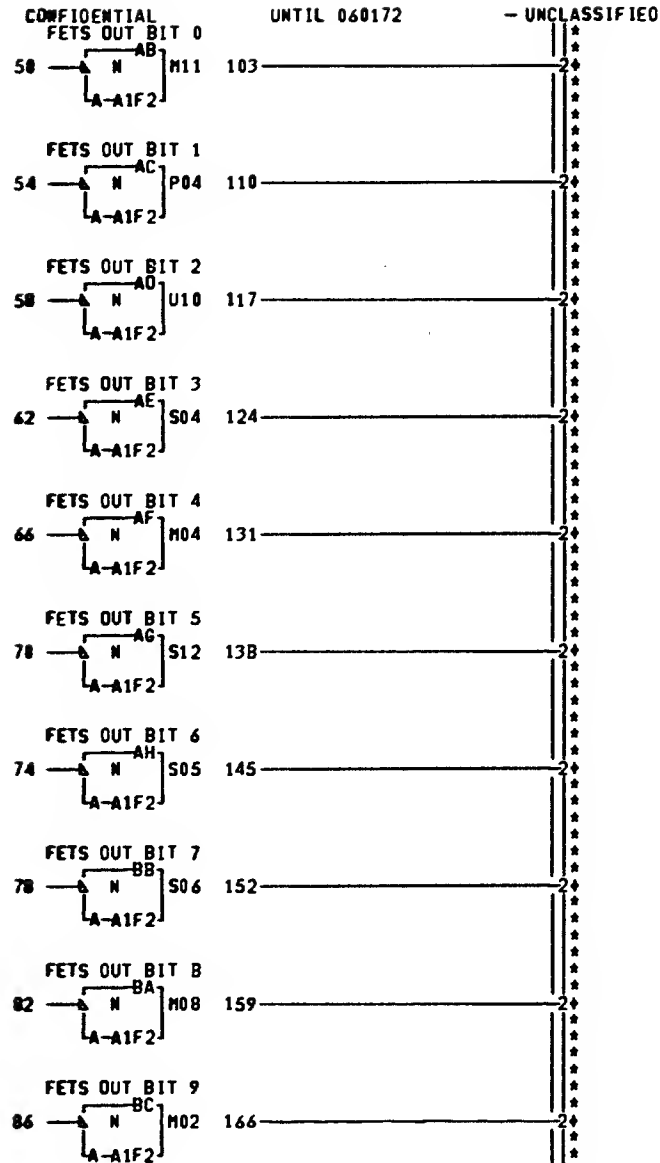 CONFIDENTIAL UNTIL 060172 - UNCLASSIFIED
FETS OUT BIT 0
AB
50 N M11 103 2
A-A1F2
FETS OUT BIT 1
AC
54 N P04 110 2
A-A1F2
FETS OUT BIT 2
AD
58 N U10 117 2
A-A1F2
FETS OUT BIT 3
AE
62 N S04 124 2
A-A1F2
FETS OUT BIT 4
AF
66 N M04 131 2
A-A1F2
FETS OUT BIT 5
AG
70 N S12 138 2
A-A1F2
FETS OUT BIT 6
AH
74 N S05 145 2
A-A1F2
FETS OUT BIT 7
BB
78 N S06 152 2
A-A1F2
FETS OUT BIT 8
BA
82 N M08 159 2
A-A1F2
FETS OUT BIT 9
BC
86 N M02 166 2
A-A1F2